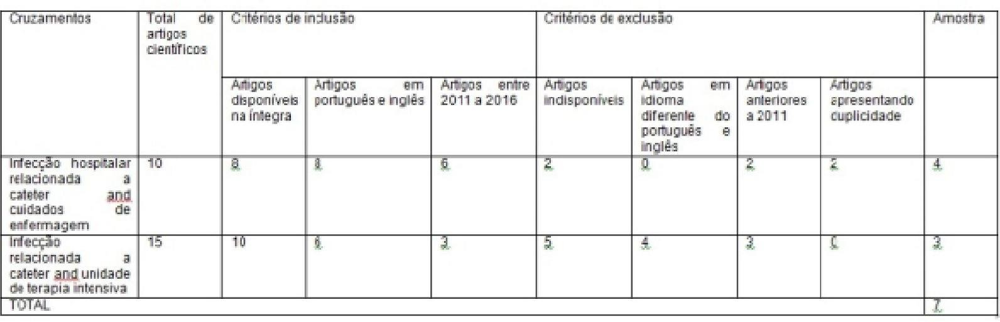 Cruzamentos
Total de
artigos
científicos
Critérios de inclusão
Critérios de exclusão
Amostra
Artigos
disponíveis
na íntegra
Artigos em
português e inglês
Artigos entre
2011 a 2016
Artigos
indisponíveis
Artigos em
idioma
diferente do
português e
inglês
Artigos
anteriores
a 2011
Artigos
apresentando
duplicidade
Infecção hospitalar
relacionada a
cateter and
cuidados de
enfermagem
10
8
8
6
2
0
2
2
4
Infecção
relacionada a
cateter and unidade
de terapia intensiva
15
10
6
3
5
4
3
0
3
TOTAL
7